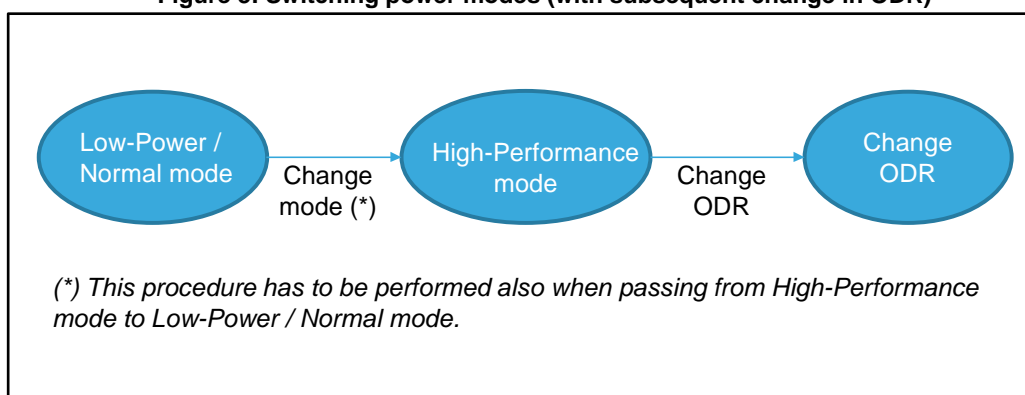 Figure 3. Switching power modes (with subsequent change in ODR)
Low-Power /
Normal mode
Change
mode (*)
High-Performance
mode
Change
ODR
Change
ODR
(*) This procedure has to be performed also when passing from High-Performance
mode to Low-Power / Normal mode.